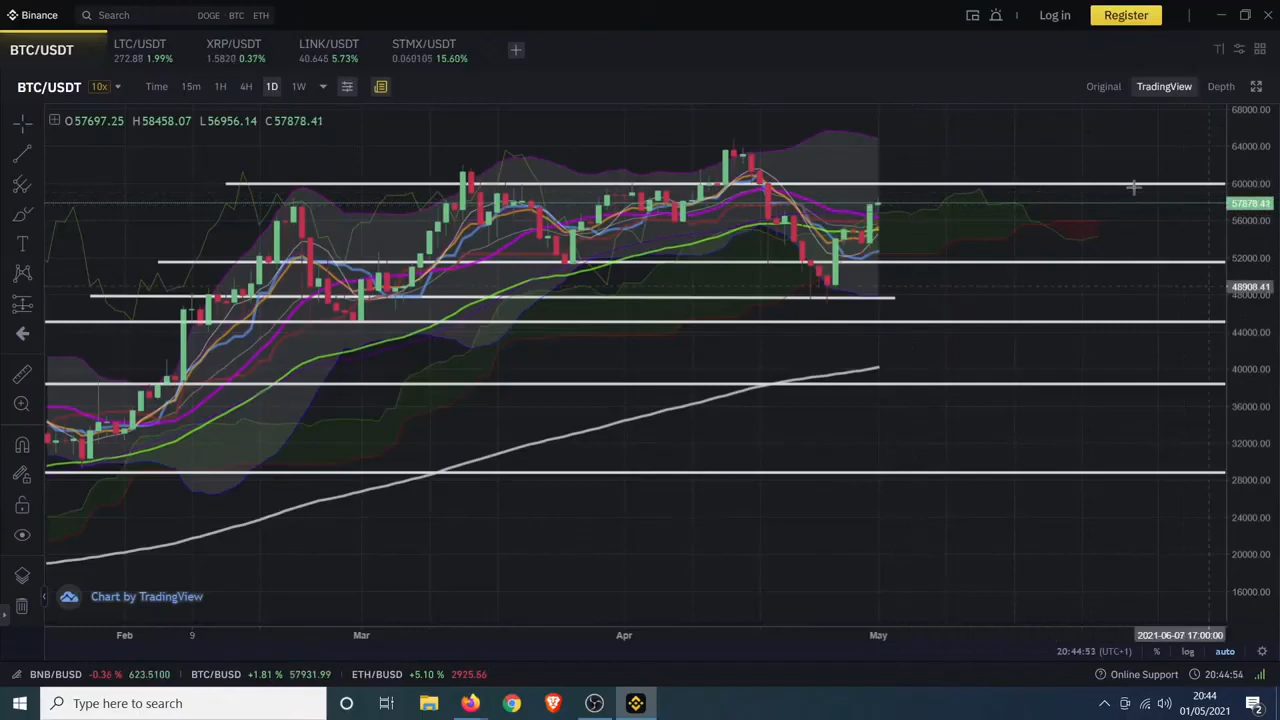 Binance Search DOGE BTC ETH Log in Register
BTC/USDT LTC/USDT XRP/USDT LINK/USDT STMX/USDT
272.88 1.99% 1.5820 0.37% 40.645 5.73% 0.060105 15.60%
BTC/USDT 10x Time 15m 1H 4H 1D 1W Original TradingView Depth
O57697.25 H58458.07 L56956.14 C57878.41
68000.00
64000.00
60000.00
57878.41
56000.00
52000.00
48908.41
48000.00
44000.00
40000.00
36000.00
32000.00
28000.00
24000.00
20000.00
16000.00
Chart by TradingView
Feb 9 Mar Apr May 2021-06-07 17:00:00
20:44:53 (UTC+1) % log auto
BNB/BUSD -0.36 % 623.5100 BTC/BUSD +1.81 % 57931.99 ETH/BUSD +5.10 % 2925.56 Online Support 20:44:54
Type here to search 20:44
01/05/2021 2